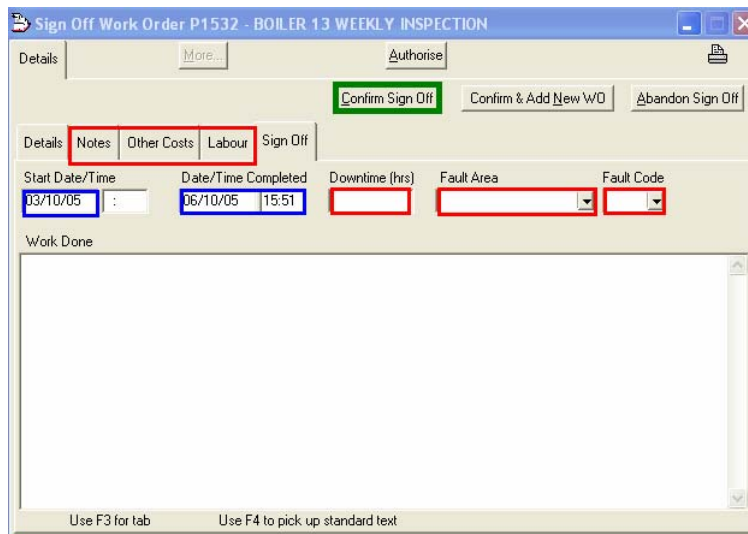 Sign Off Work Order P1532 - BOILER 13 WEEKLY INSPECTION
Details More... Authorise
Confirm Sign Off Confirm & Add New WO Abandon Sign Off
Details Notes Other Costs Labour Sign Off
Start Date/Time Date/Time Completed Downtime (hrs) Fault Area Fault Code
03/10/05 : 06/10/05 15:51
Work Done
Use F3 for tab Use F4 to pick up standard text